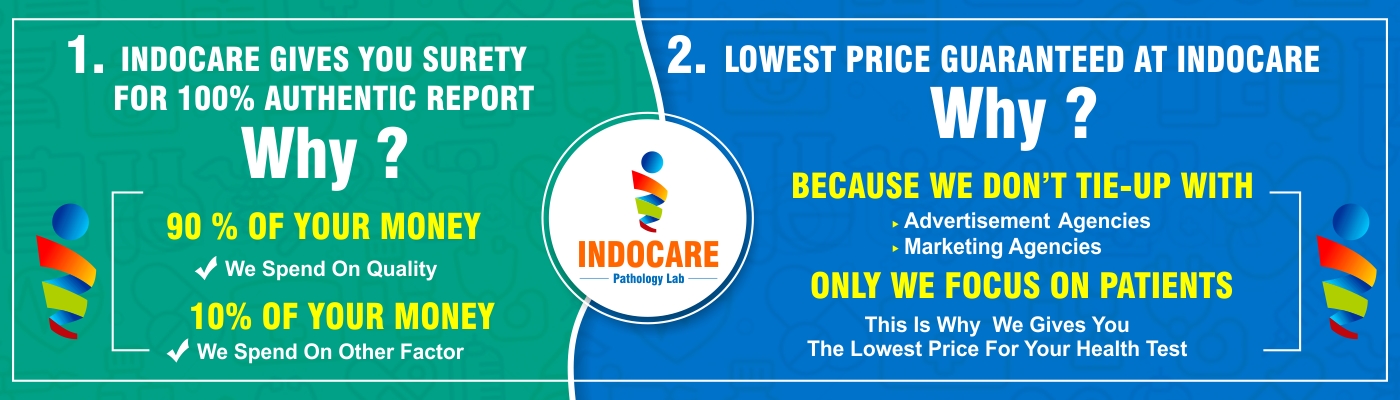 1. INDOCARE GIVES YOU SURETY
FOR 100% AUTHENTIC REPORT
Why ?
90 % OF YOUR MONEY
We Spend On Quality
10% OF YOUR MONEY
We Spend On Other Factor
INDOCARE
Pathology Lab
2. LOWEST PRICE GUARANTEED AT INDOCARE
Why ?
BECAUSE WE DON'T TIE-UP WITH
Advertisement Agencies
Marketing Agencies
ONLY WE FOCUS ON PATIENTS
This Is Why We Gives You
The Lowest Price For Your Health Test